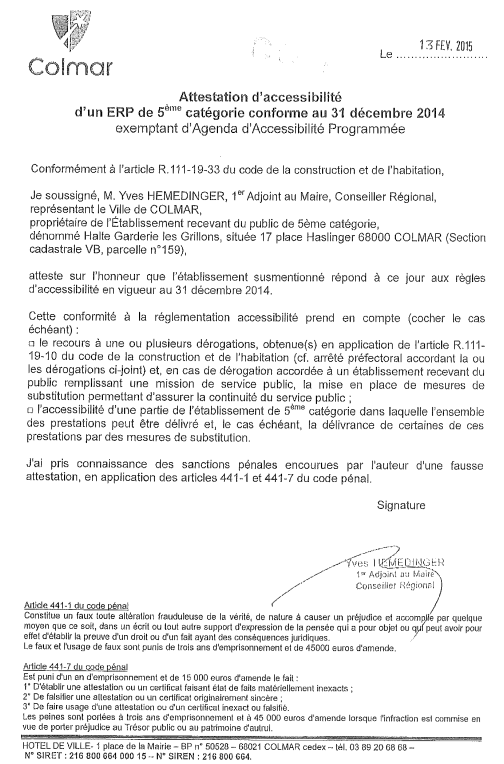 Colmar
Le 13 FEV. 2015
Attestation d'accessibilité
d'un ERP de 5ème catégorie conforme au 31 décembre 2014
exemptant d'Agenda d'Accessibilité Programmée
Conformément à l'article R.111-19-33 du code de la construction et de l'habitation,
Je soussigné, M. Yves HEMEDINGER, 1er Adjoint au Maire, Conseiller Régional,
représentant le Ville de COLMAR,
propriétaire de l'Établissement recevant du public de 5ème catégorie,
dénommé Halte Garderie les Grillons, située 17 place Haslinger 68000 COLMAR (Section
cadastrale VB, parcelle n°159),
atteste sur l'honneur que l'établissement susmentionné répond à ce jour aux règles
d'accessibilité en vigueur au 31 décembre 2014.
Cette conformité à la réglementation accessibilité prend en compte (cocher le cas
échéant) :
□ le recours à une ou plusieurs dérogations, obtenue(s) en application de l'article R.111-
19-10 du code de la construction et de l'habitation (cf. arrêté préfectoral accordant la ou
les dérogations ci-joint) et, en cas de dérogation accordée à un établissement recevant du
public remplissant une mission de service public, la mise en place de mesures de
substitution permettant d'assurer la continuité du service public ;
□ l'accessibilité d'une partie de l'établissement de 5ème catégorie dans laquelle l'ensemble
des prestations peut être délivré et, le cas échéant, la délivrance de certaines de ces
prestations par des mesures de substitution.
J'ai pris connaissance des sanctions pénales encourues par l'auteur d'une fausse
attestation, en application des articles 441-1 et 441-7 du code pénal.
Signature
Yves HEMEDINGER
1er Adjoint au Maire
Conseiller Régional
Article 441-1 du code pénal
Constitue un faux toute altération frauduleuse de la vérité, de nature à causer un préjudice et accomplie par quelque
moyen que ce soit, dans un écrit ou tout autre support d'expression de la pensée qui a pour objet ou qui peut avoir pour
effet d'établir la preuve d'un droit ou d'un fait ayant des conséquences juridiques.
Le faux et l'usage de faux sont punis de trois ans d'emprisonnement et de 45000 euros d'amende.
Article 441-7 du code pénal
Est puni d'un an d'emprisonnement et de 15 000 euros d'amende le fait :
1° D'établir une attestation ou un certificat faisant état de faits matériellement inexacts ;
2° De falsifier une attestation ou un certificat originairement sincère ;
3° De faire usage d'une attestation ou d'un certificat inexact ou falsifié.
Les peines sont portées à trois ans d'emprisonnement et à 45 000 euros d'amende lorsque l'infraction est commise en
vue de porter préjudice au Trésor public ou au patrimoine d'autrui.
HOTEL DE VILLE- 1 place de la Mairie – BP n° 50528 – 68021 COLMAR cedex – tél. 03 89 20 68 68 –
N° SIRET : 216 800 664 000 15 – N° SIREN : 216 800 664.